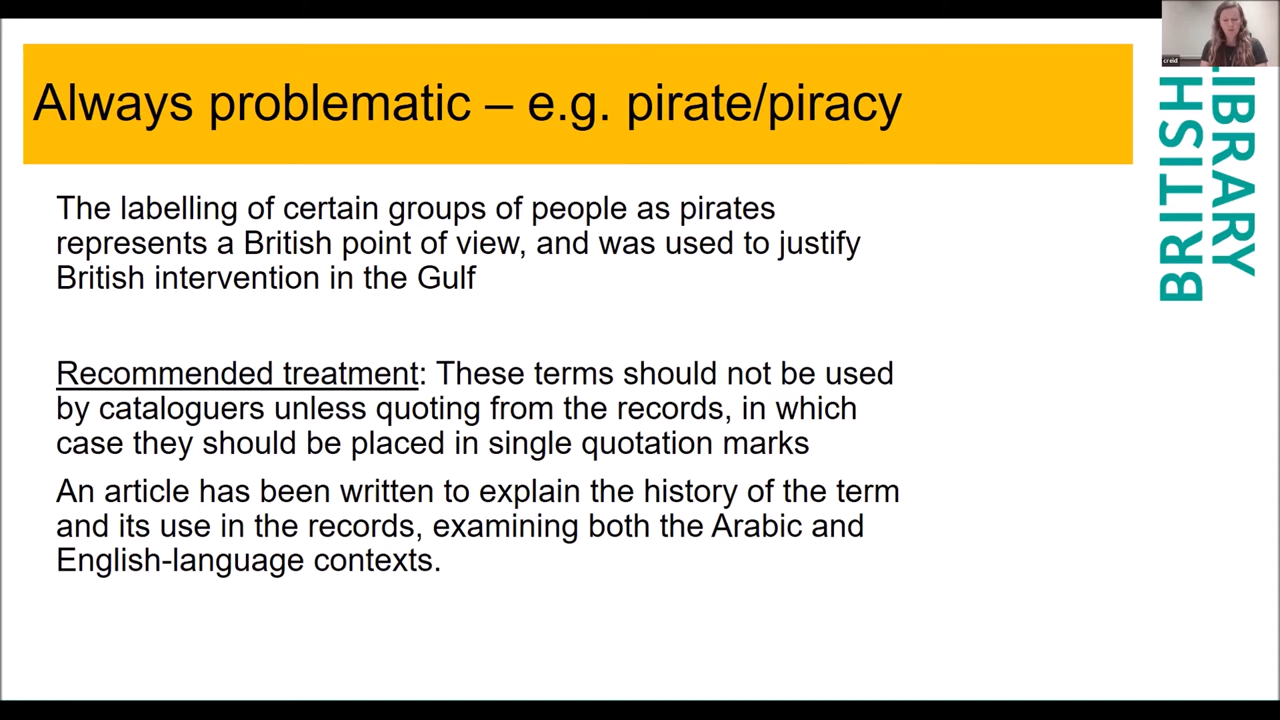 Always problematic – e.g. pirate/piracy
The labelling of certain groups of people as pirates
represents a British point of view, and was used to justify
British intervention in the Gulf
Recommended treatment: These terms should not be used
by cataloguers unless quoting from the records, in which
case they should be placed in single quotation marks
An article has been written to explain the history of the term
and its use in the records, examining both the Arabic and
English-language contexts.
creid
BRITISH
LIBRARY